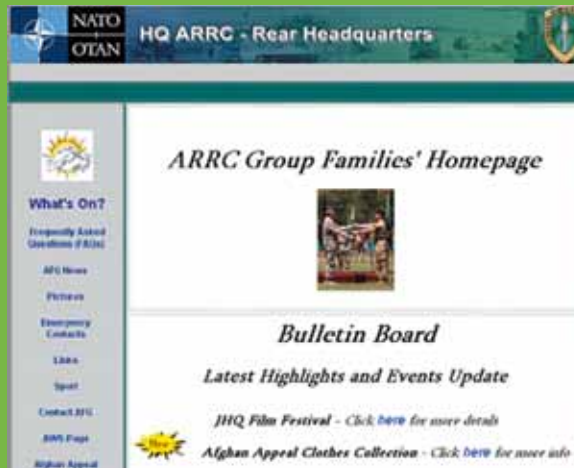 NATO
OTAN
HQ ARRC - Rear Headquarters
ARRC Group Families' Homepage
What's On?
Frequently Asked
Questions (FAQs)
AFG News
Pictures
Emergency
Contacts
Links
Sport
Contact AFG
Afghan Appeal
Bulletin Board
Latest Highlights and Events Update
JHQ Film Festival - Click here for more details
New
Afghan Appeal Clothes Collection - Click here for more info